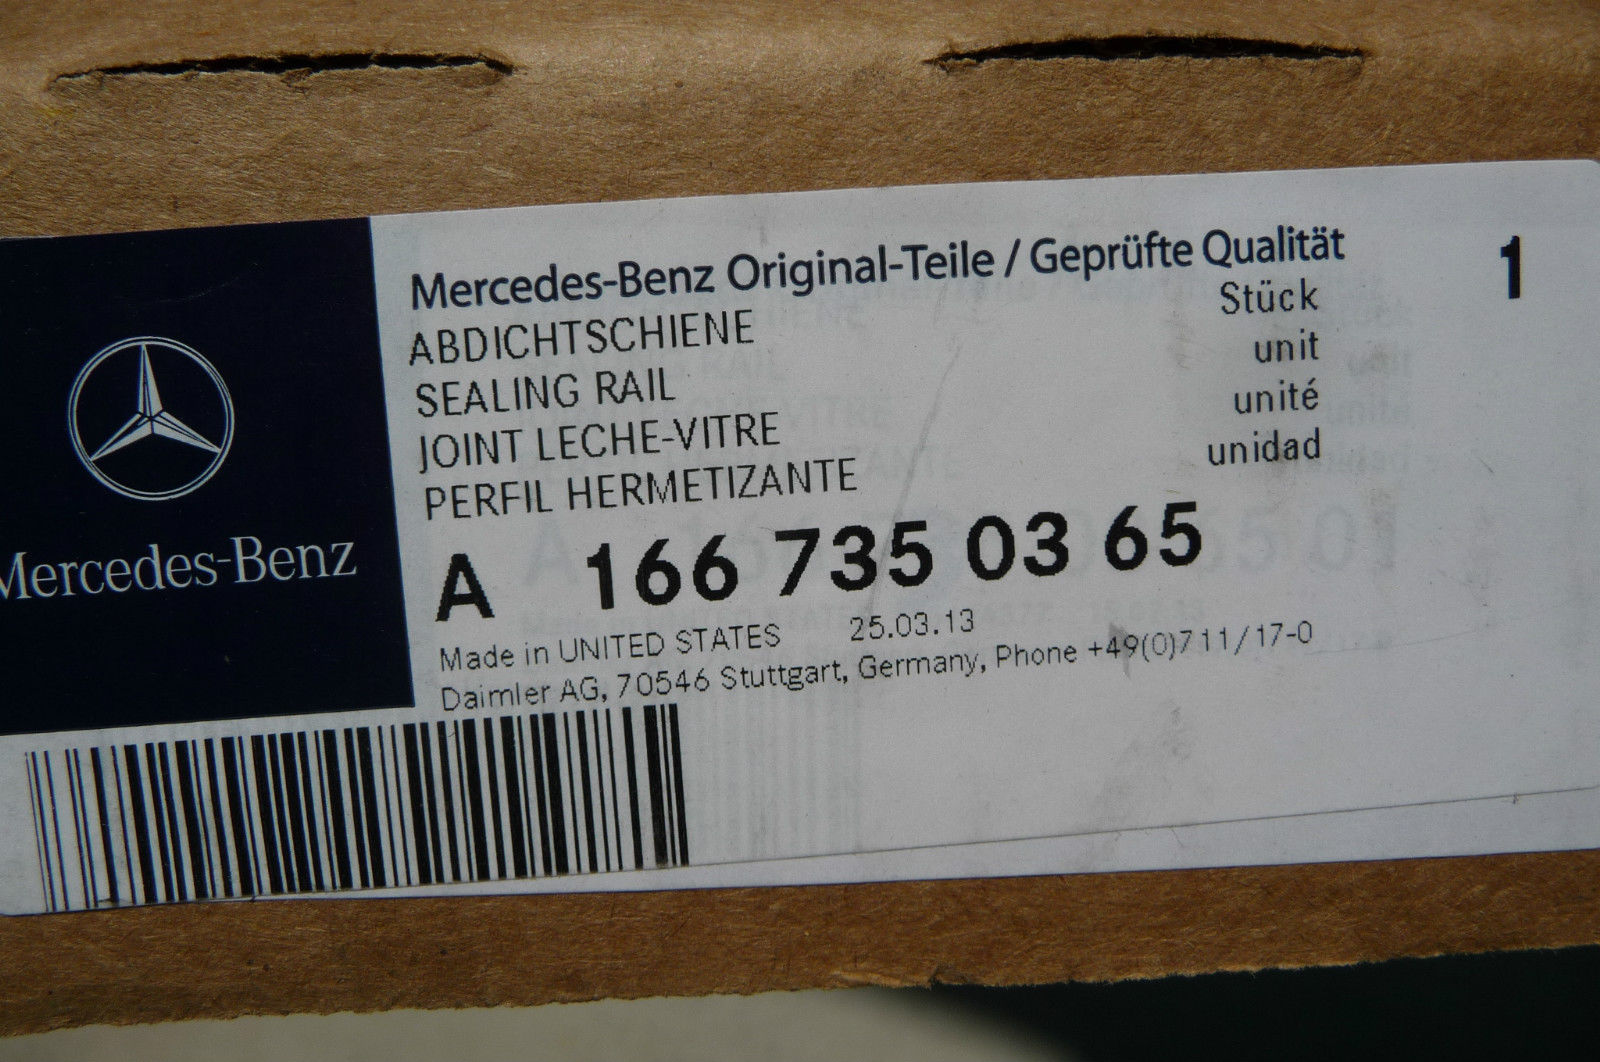 Mercedes-Benz Original-Teile / Geprüfte Qualität
1
ABDICHTSCHIENE
Stück
SEALING RAIL
unit
JOINT LECHE-VITRE
unité
PERFIL HERMETIZANTE
unidad
A 166 735 03 65
Made in UNITED STATES 25.03.13
Daimler AG, 70546 Stuttgart, Germany, Phone +49(0)711/17-0
Mercedes-Benz